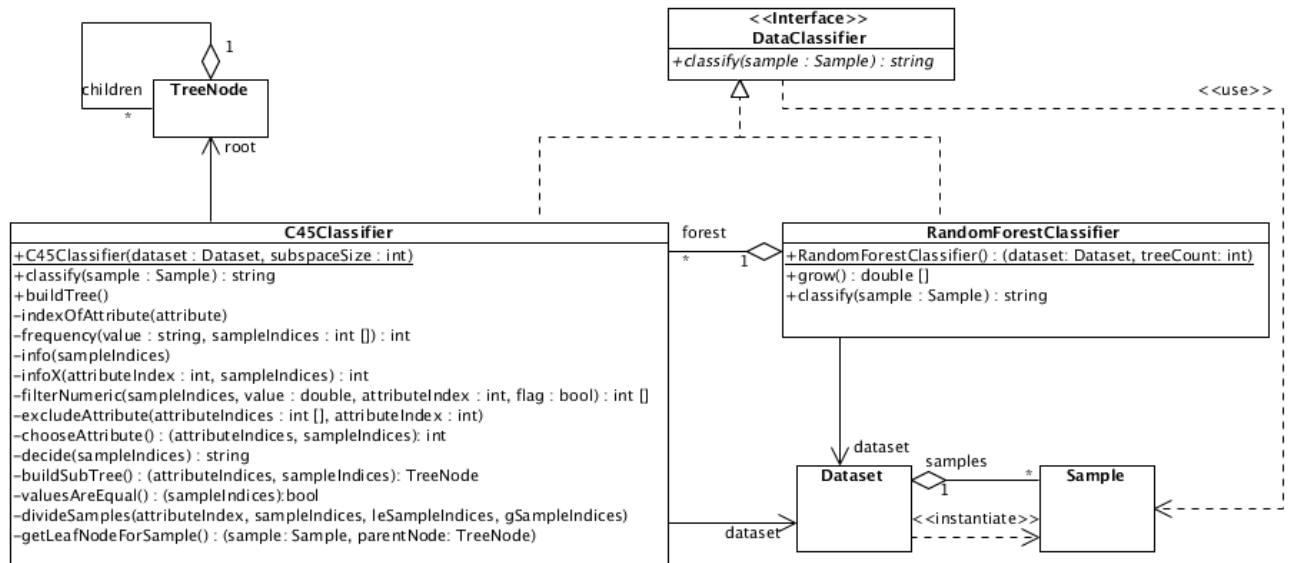 <<Interface>>
DataClassifier
+classify(sample : Sample) : string
<<use>>
1
children
*
TreeNode
root
C45Classifier
+C45Classifier(dataset : Dataset, subspaceSize : int)
+classify(sample : Sample) : string
+buildTree()
-indexOfAttribute(attribute)
-frequency(value : string, sampleIndices : int []) : int
-info(sampleIndices)
-infoX(attributeIndex : int, sampleIndices) : int
-filterNumeric(sampleIndices, value : double, attributeIndex : int, flag : bool) : int []
-excludeAttribute(attributeIndices : int [], attributeIndex : int)
-chooseAttribute() : (attributeIndices, sampleIndices): int
-decide(sampleIndices) : string
-buildSubTree() : (attributeIndices, sampleIndices): TreeNode
-valuesAreEqual() : (sampleIndices):bool
-divideSamples(attributeIndex, sampleIndices, leSampleIndices, gSampleIndices)
-getLeafNodeForSample() : (sample: Sample, parentNode: TreeNode)
forest
*
1
RandomForestClassifier
+RandomForestClassifier() : (dataset: Dataset, treeCount: int)
+grow() : double []
+classify(sample : Sample) : string
dataset
dataset
Dataset
samples
1
*
<<instantiate>>
Sample